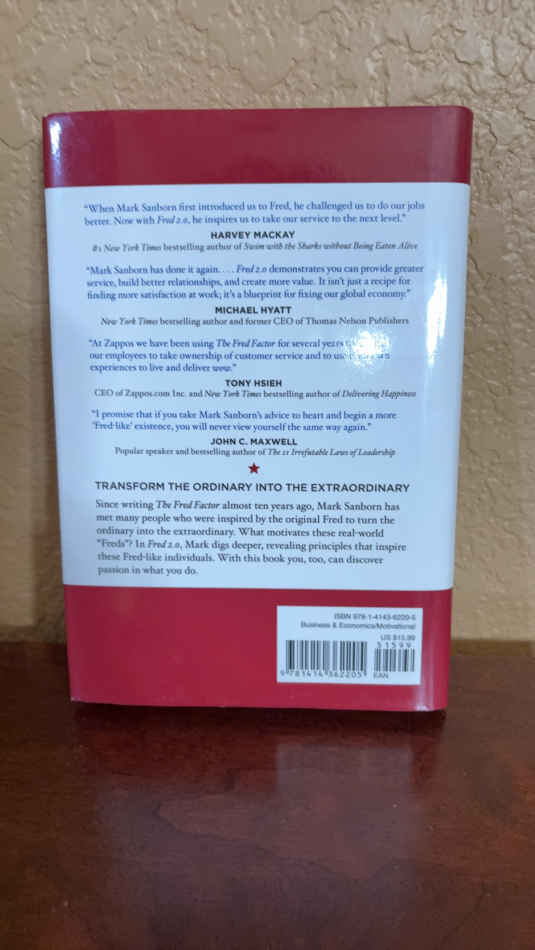 “When Mark Sanborn first introduced us to Fred, he challenged us to do our jobs
better. Now with Fred 2.0, he inspires us to take our service to the next level.”
HARVEY MACKAY
#1 New York Times bestselling author of Swim with the Sharks without Being Eaten Alive
“Mark Sanborn has done it again. . . . Fred 2.0 demonstrates you can provide greater
service, build better relationships, and create more value. It isn’t just a recipe for
finding more satisfaction at work; it’s a blueprint for fixing our global economy.”
MICHAEL HYATT
New York Times bestselling author and former CEO of Thomas Nelson Publishers
“At Zappos we have been using The Fred Factor for several years
our employees to take ownership of customer service and to
experiences to live and deliver wow.”
TONY HSIEH
CEO of Zappos.com Inc. and New York Times bestselling author of Delivering Happiness
“I promise that if you take Mark Sanborn’s advice to heart and begin a more
‘Fred-like’ existence, you will never view yourself the same way again.”
JOHN C. MAXWELL
Popular speaker and bestselling author of The 21 Irrefutable Laws of Leadership
TRANSFORM THE ORDINARY INTO THE EXTRAORDINARY
Since writing The Fred Factor almost ten years ago, Mark Sanborn has
met many people who were inspired by the original Fred to turn the
ordinary into the extraordinary. What motivates these real-world
“Freds”? In Fred 2.0, Mark digs deeper, revealing principles that inspire
these Fred-like individuals. With this book you, too, can discover
passion in what you do.
ISBN 978-1-4143-6220-5
Business & Economics/Motivational
US $15.99
51599
9 781414 362205
EAN